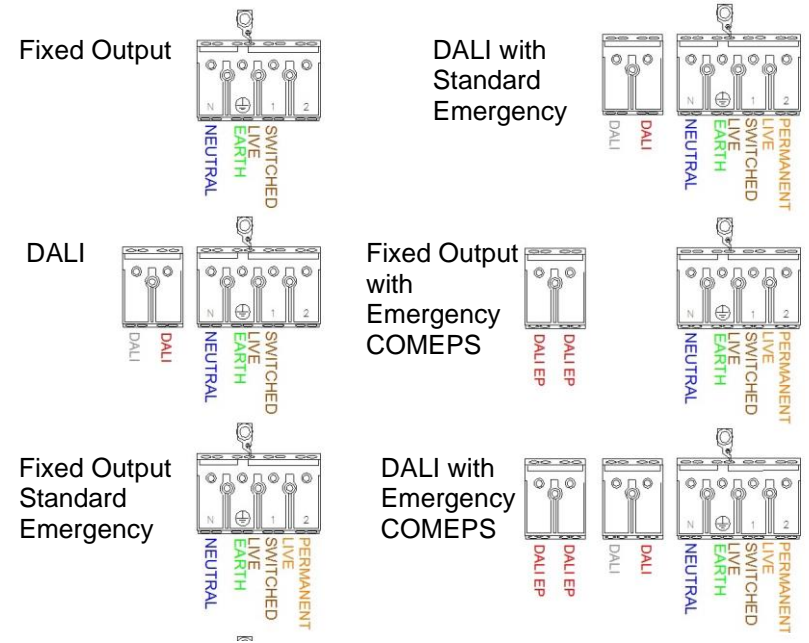 Fixed Output
N
1
2
NEUTRAL
EARTH
SWITCHED
LIVE
DALI with
Standard
Emergency
N
1
2
DALI
DALI
NEUTRAL
EARTH
SWITCHED
LIVE
PERMANENT
LIVE
DALI
N
1
2
DALI
DALI
NEUTRAL
EARTH
SWITCHED
LIVE
Fixed Output
with
Emergency
COMEPS
N
1
2
DALI EP
DALI EP
NEUTRAL
EARTH
SWITCHED
LIVE
PERMANENT
LIVE
Fixed Output
Standard
Emergency
N
1
2
NEUTRAL
EARTH
SWITCHED
LIVE
PERMANENT
LIVE
DALI with
Emergency
COMEPS
N
1
2
DALI EP
DALI EP
DALI
DALI
NEUTRAL
EARTH
SWITCHED
LIVE
PERMANENT
LIVE